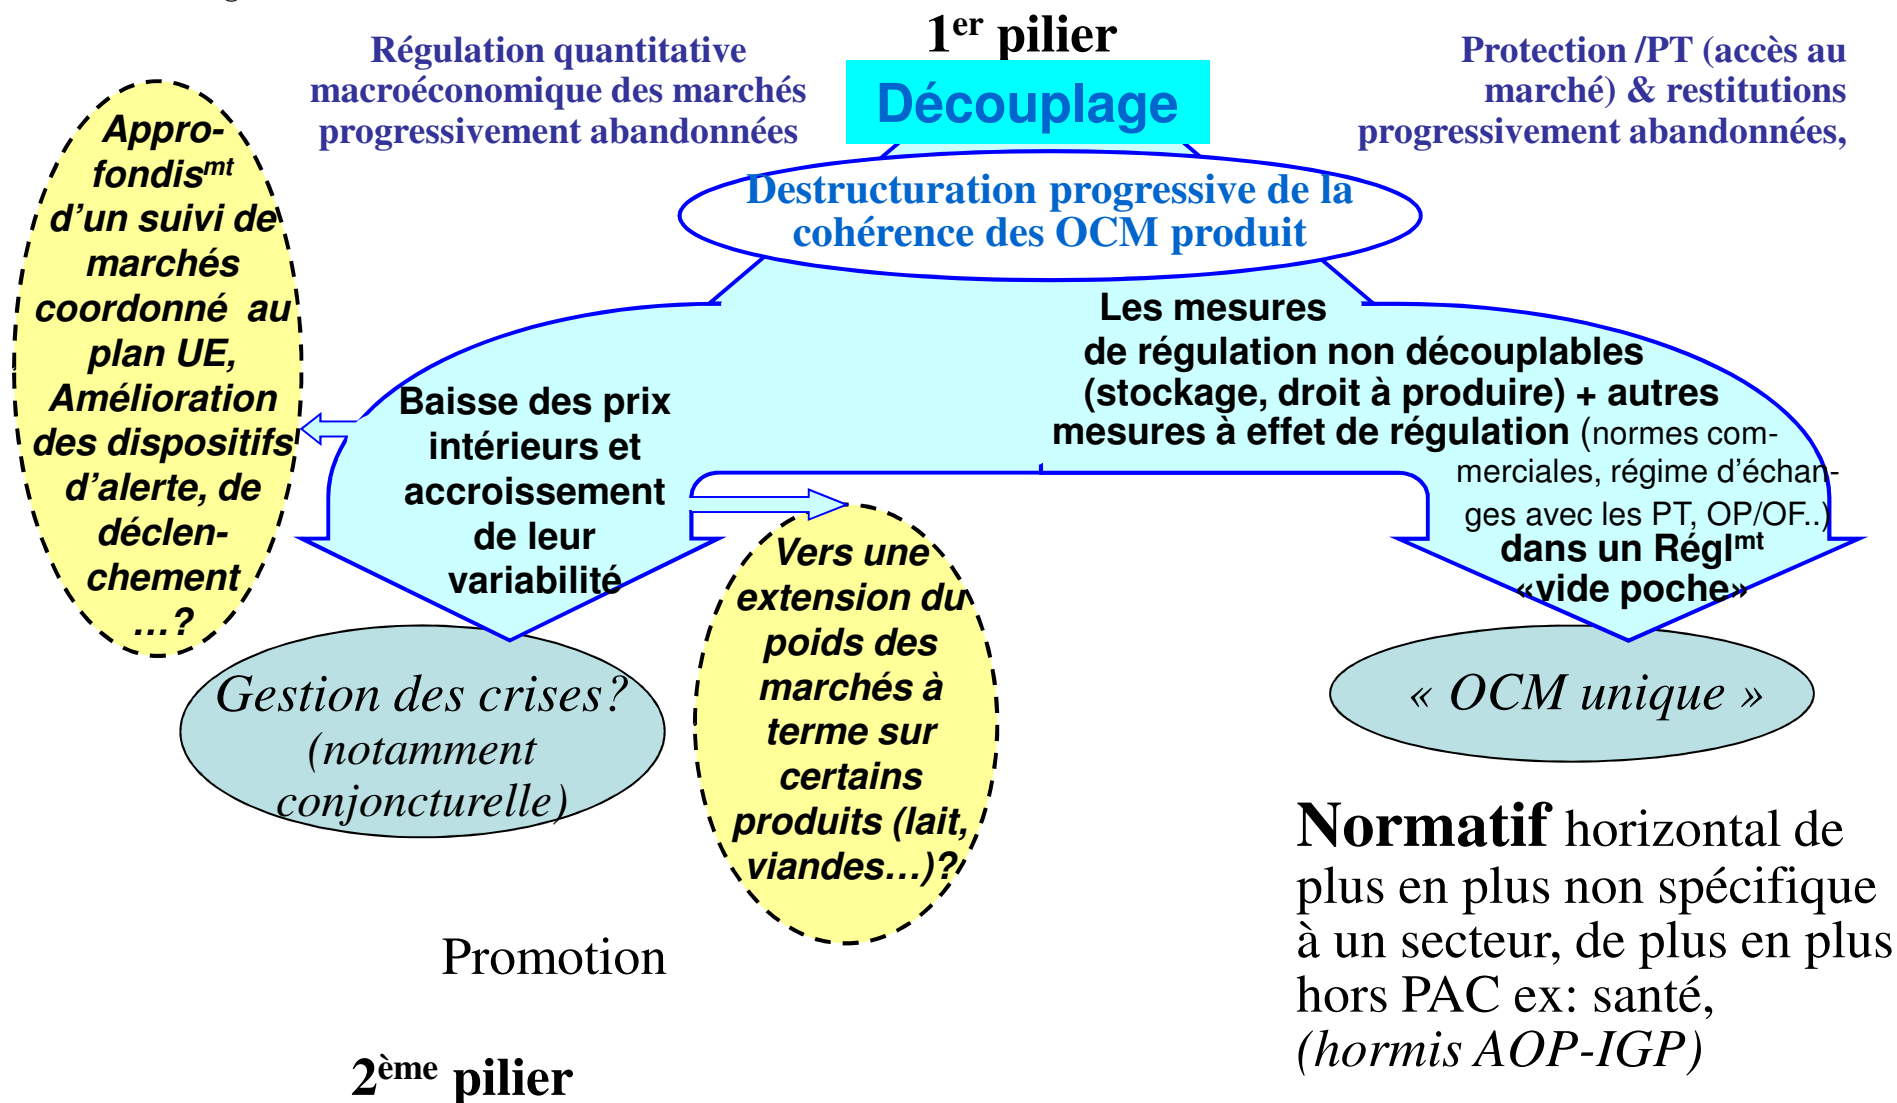 1er pilier
Régulation quantitative
macroéconomique des marchés
progressivement abandonnées
Découplage
Protection /PT (accès au
marché) & restitutions
progressivement abandonnées,
Destructuration progressive de la
cohérence des OCM produit
Appro-
fondismt
d'un suivi de
marchés
coordonné au
plan UE,
Amélioration
des dispositifs
d'alerte, de
déclen-
chement
…?
Baisse des prix
intérieurs et
accroissement
de leur
variabilité
Les mesures
de régulation non découplables
(stockage, droit à produire) + autres
mesures à effet de régulation (normes com-
merciales, régime d'échan-
ges avec les PT, OP/OF..)
dans un Réglmt
«vide poche»
Vers une
extension du
poids des
marchés à
terme sur
certains
produits (lait,
viandes…)?
Gestion des crises?
(notamment
conjoncturelle)
« OCM unique »
Normatif horizontal de
plus en plus non spécifique
à un secteur, de plus en plus
hors PAC ex: santé,
(hormis AOP-IGP)
Promotion
2ème pilier